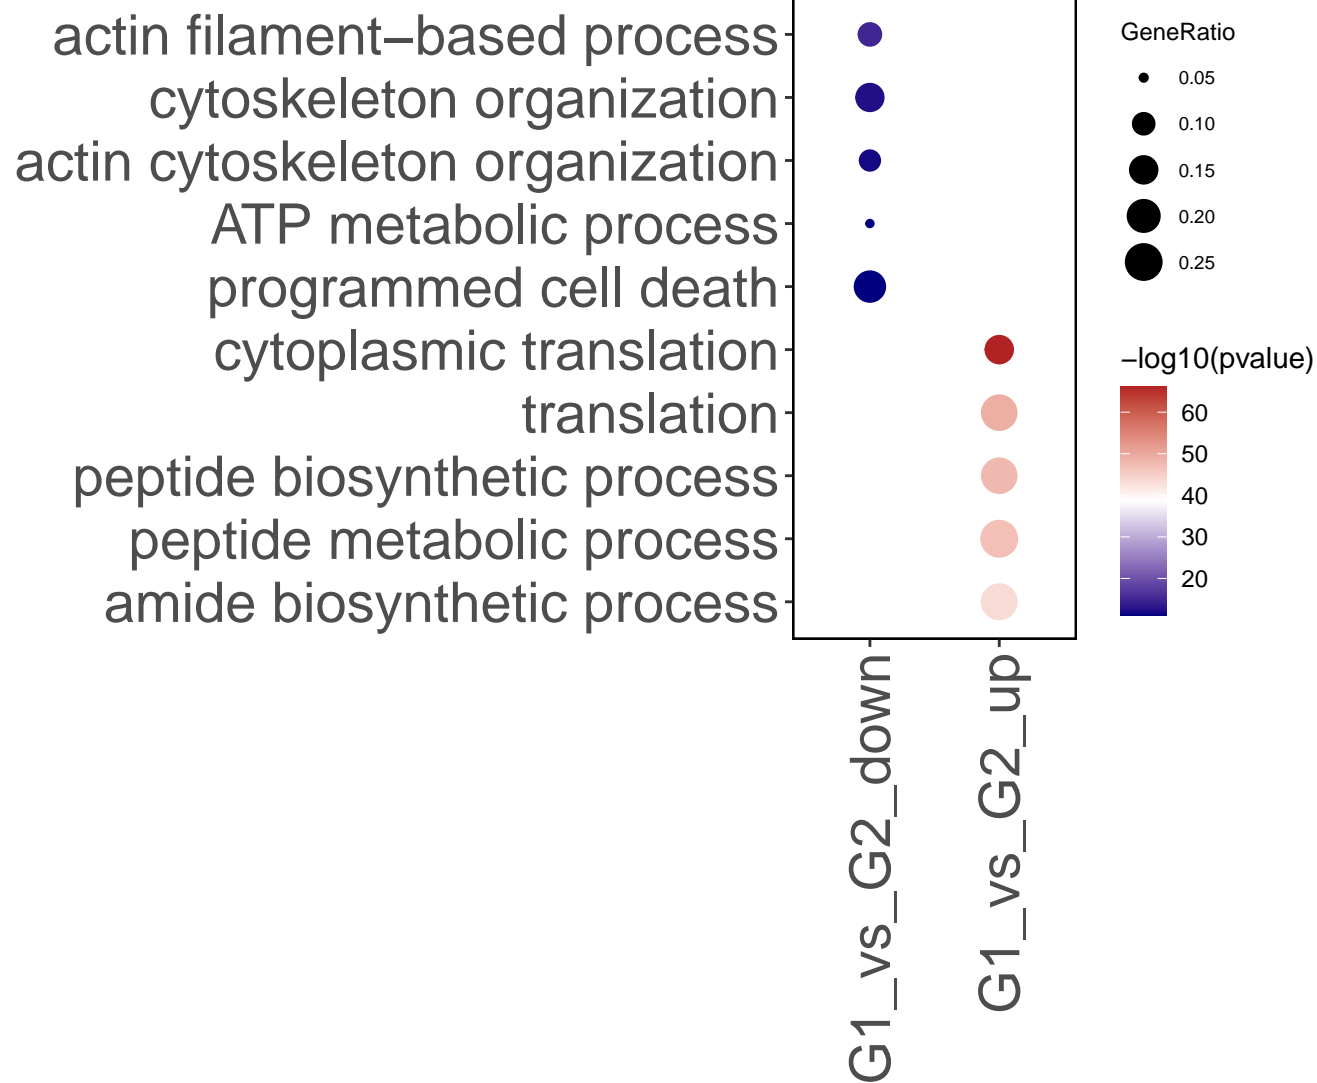 actin filament−based process
cytoskeleton organization
actin cytoskeleton organization
ATP metabolic process
programmed cell death
cytoplasmic translation
translation
peptide biosynthetic process
peptide metabolic process
amide biosynthetic process
G1_vs_G2_down
G1_vs_G2_up
GeneRatio
0.05
0.10
0.15
0.20
0.25
−log10(pvalue)
60
50
40
30
20